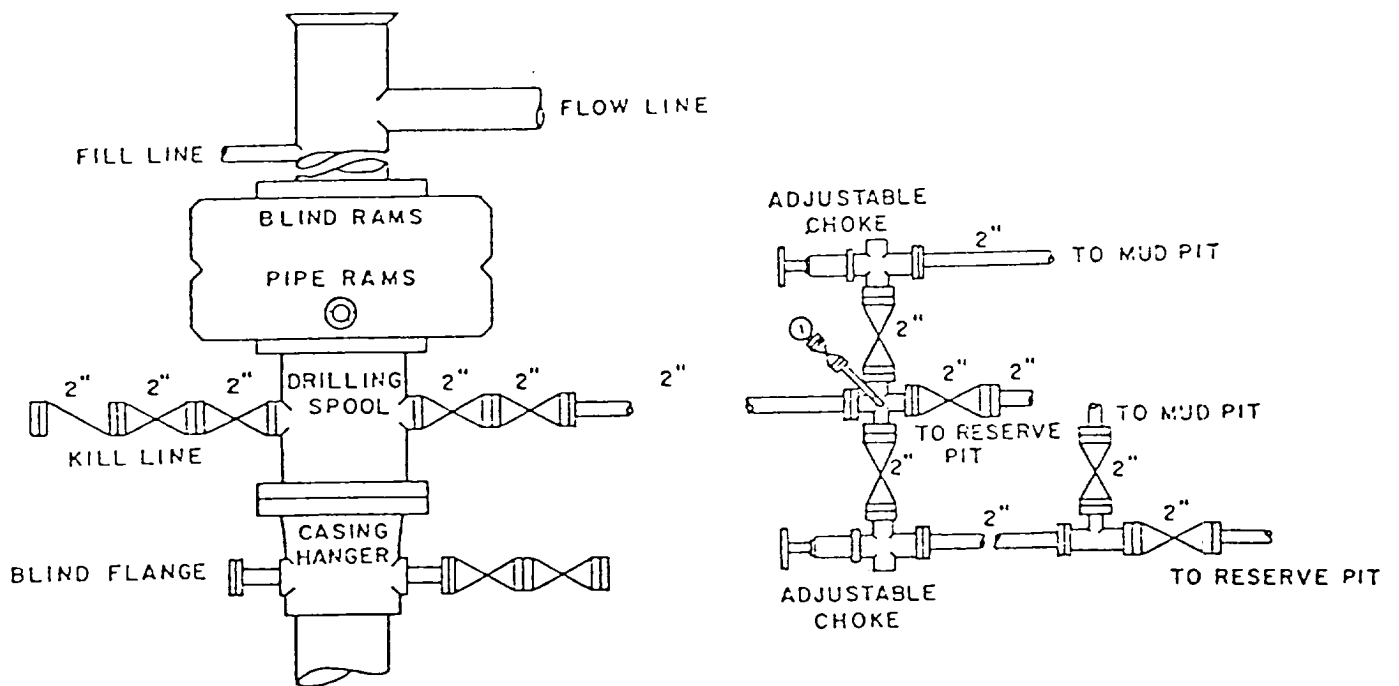 FLOW LINE
FILL LINE
BLIND RAMS
PIPE RAMS
2" 2" 2" DRILLING SPOOL 2" 2" 2"
KILL LINE
CASING
HANGER
BLIND FLANGE
ADJUSTABLE
CHOKE
2"
TO MUD PIT
2"
1
2" 2"
TO RESERVE
PIT
TO MUD PIT
2"
2"
2"
2"
TO RESERVE PIT
ADJUSTABLE
CHOKE